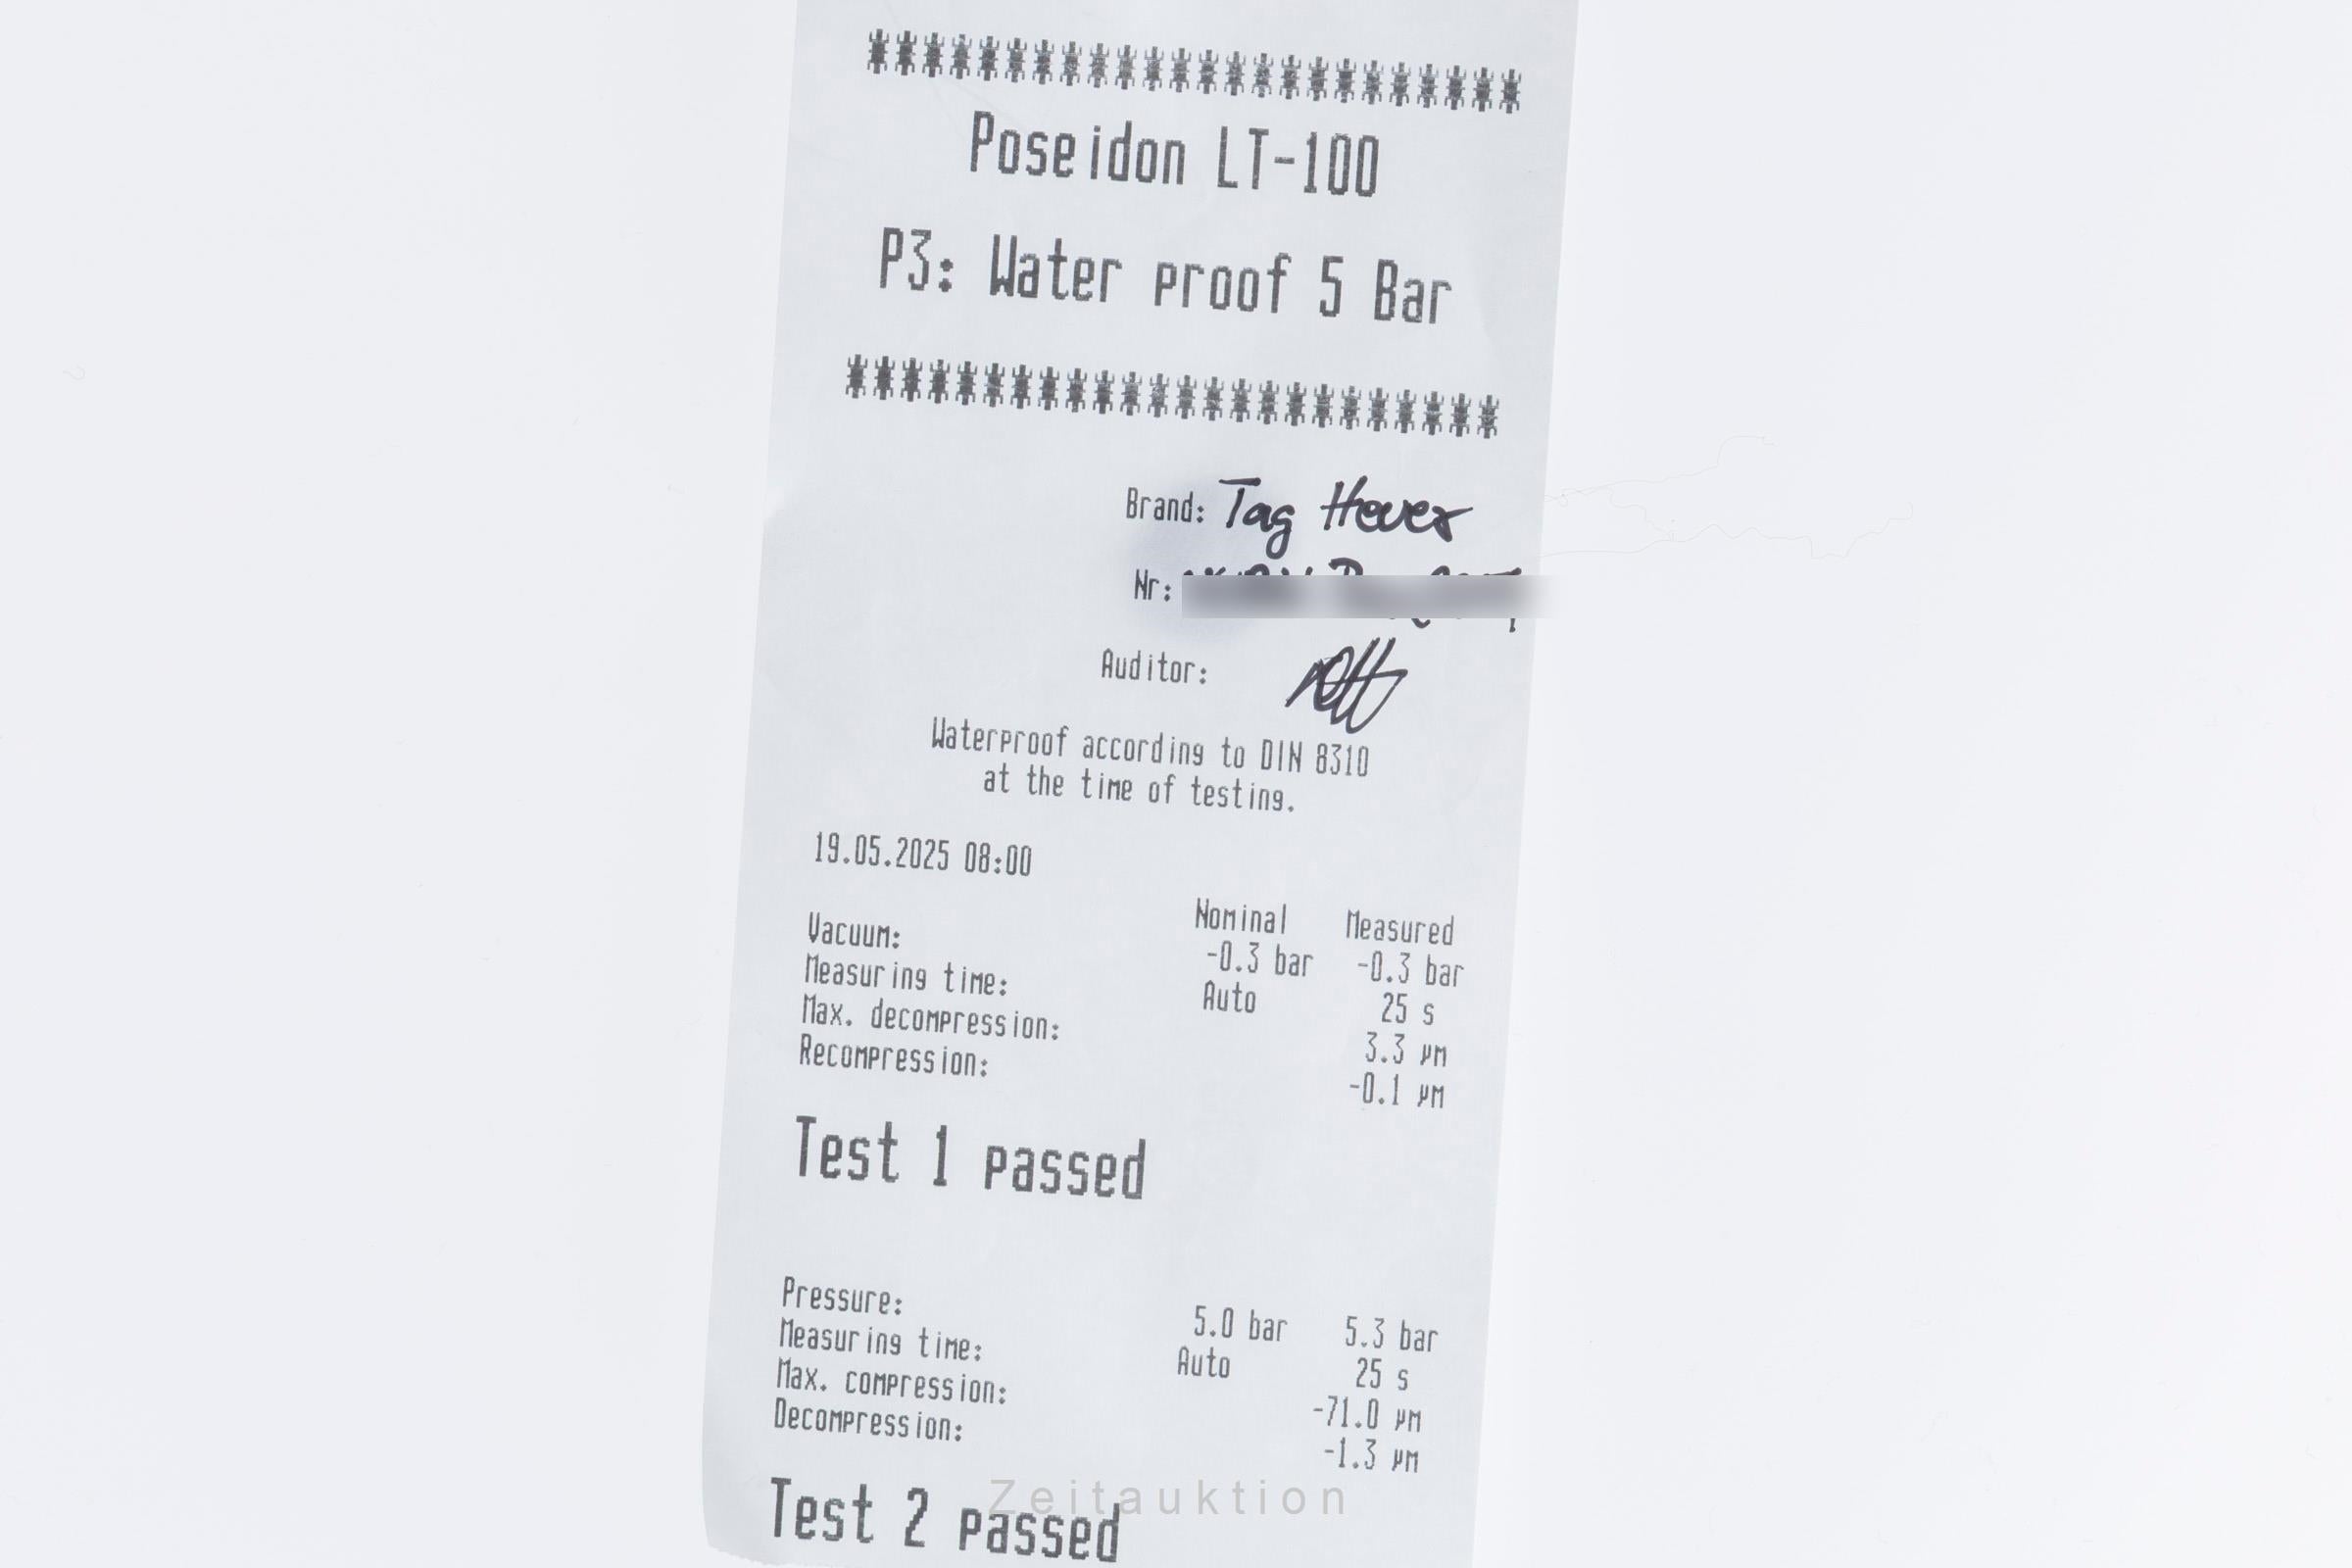 Poseidon LT-100
P3: Water proof 5 Bar
Brand: Tag Heuer
Nr:
Auditor:
Waterproof according to DIN 8310
at the time of testing.
19.05.2025 08:00
Nominal Measured
Vacuum: -0.3 bar -0.3 bar
Measuring time: Auto 25 s
Max. decompression: 3.3 µm
Recompression: -0.1 µm
Test 1 passed
Pressure: 5.0 bar 5.3 bar
Measuring time: Auto 25 s
Max. compression: -71.0 µm
Decompression: -1.3 µm
Test 2 passed
Zeitauktion